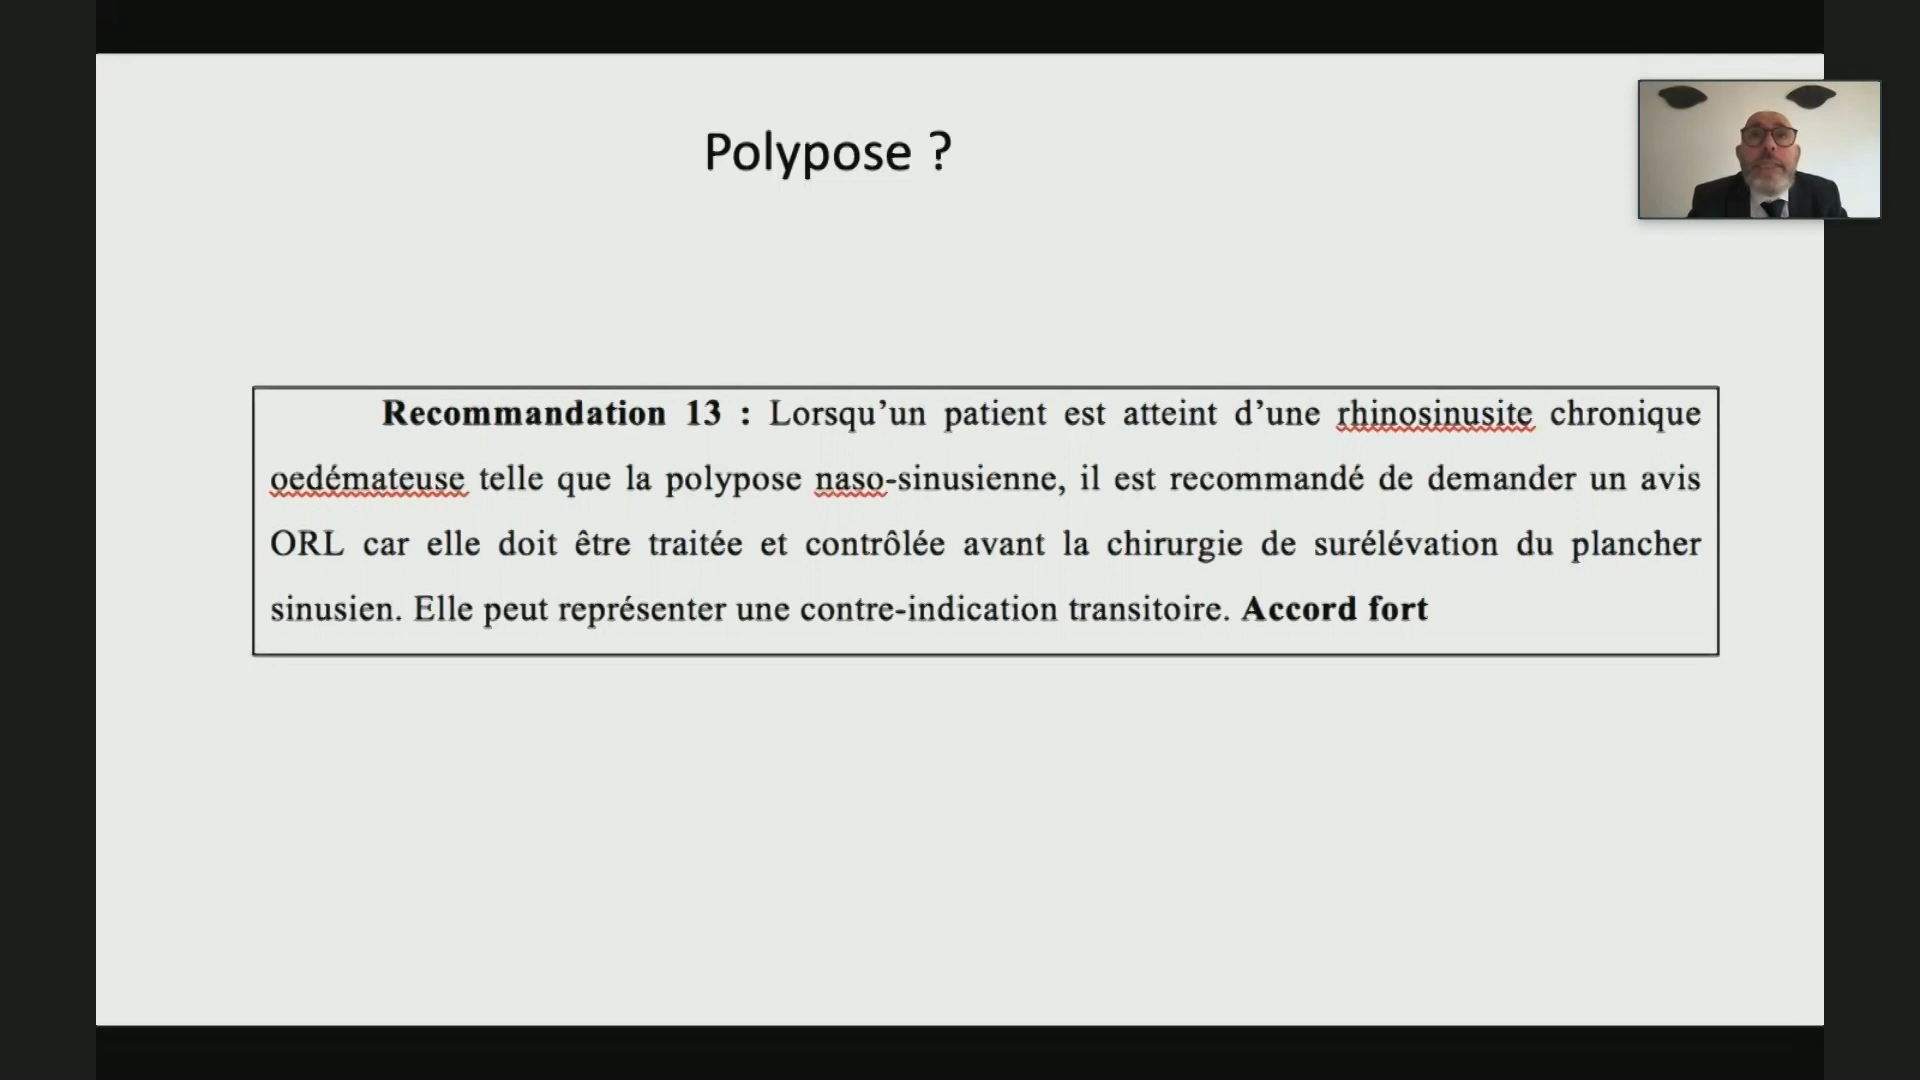 Polypose ?
Recommandation 13 : Lorsqu’un patient est atteint d’une rhinosinusite chronique
oedémateuse telle que la polypose naso-sinusienne, il est recommandé de demander un avis
ORL car elle doit être traitée et contrôlée avant la chirurgie de surélévation du plancher
sinusien. Elle peut représenter une contre-indication transitoire. Accord fort